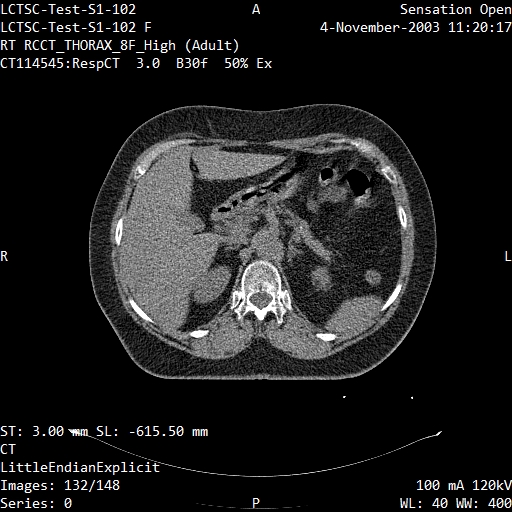 LCTSC-Test-S1-102
A
Sensation Open
LCTSC-Test-S1-102 F
4-November-2003 11:20:17
RT RCCT_THORAX_8F_High (Adult)
CT114545:RespCT 3.0 B30f 50% Ex
R
L
ST: 3.00 mm SL: -615.50 mm
CT
LittleEndianExplicit
Images: 132/148
100 mA 120kV
Series: 0
P
WL: 40 WW: 400